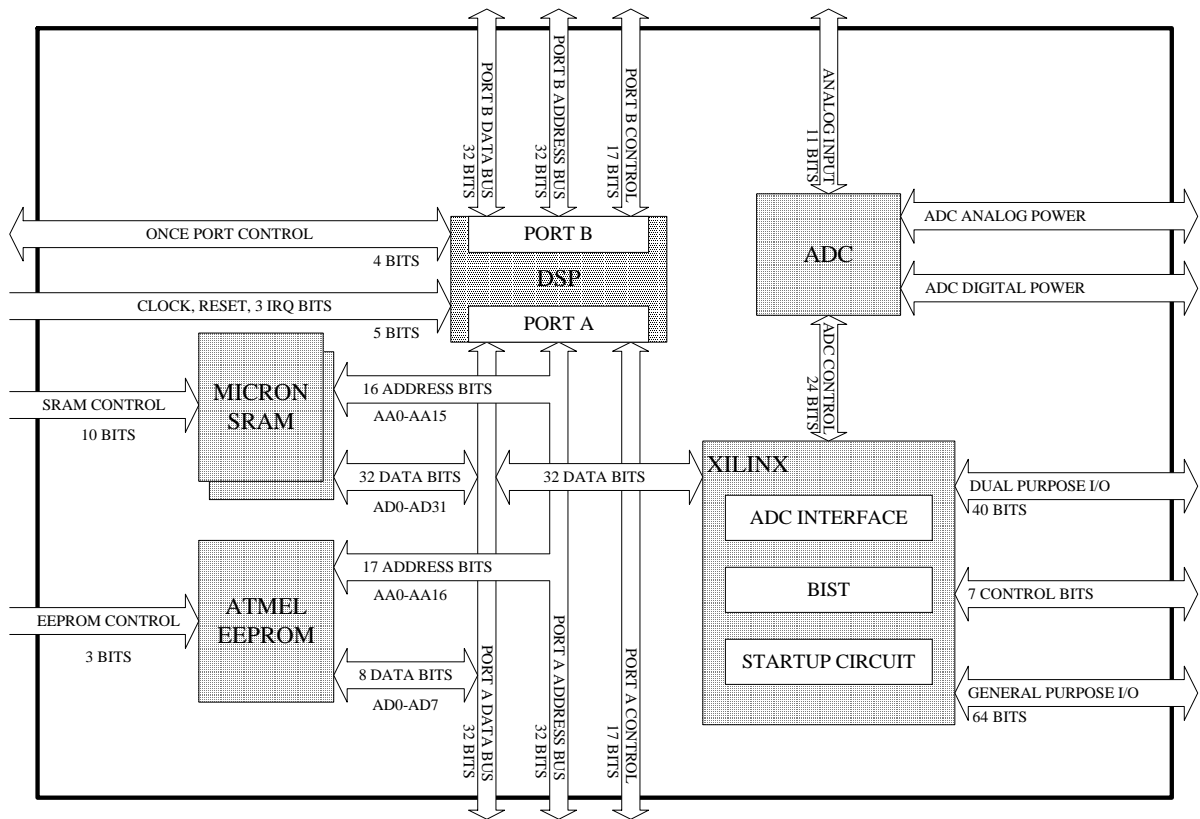 PORT B DATA BUS
32 BITS
PORT B ADDRESS BUS
32 BITS
PORT B CONTROL
17 BITS
ANALOG INPUT
11 BITS
ONCE PORT CONTROL
4 BITS
PORT B
DSP
PORT A
ADC
ADC ANALOG POWER
ADC DIGITAL POWER
CLOCK, RESET, 3 IRQ BITS
5 BITS
MICRON
SRAM
SRAM CONTROL
10 BITS
16 ADDRESS BITS
AA0-AA15
32 DATA BITS
AD0-AD31
32 DATA BITS
ADC CONTROL
24 BITS
XILINX
ADC INTERFACE
BIST
STARTUP CIRCUIT
DUAL PURPOSE I/O
40 BITS
7 CONTROL BITS
GENERAL PURPOSE I/O
64 BITS
ATMEL
EEPROM
EEPROM CONTROL
3 BITS
17 ADDRESS BITS
AA0-AA16
8 DATA BITS
AD0-AD7
PORT A DATA BUS
32 BITS
PORT A ADDRESS BUS
32 BITS
PORT A CONTROL
17 BITS